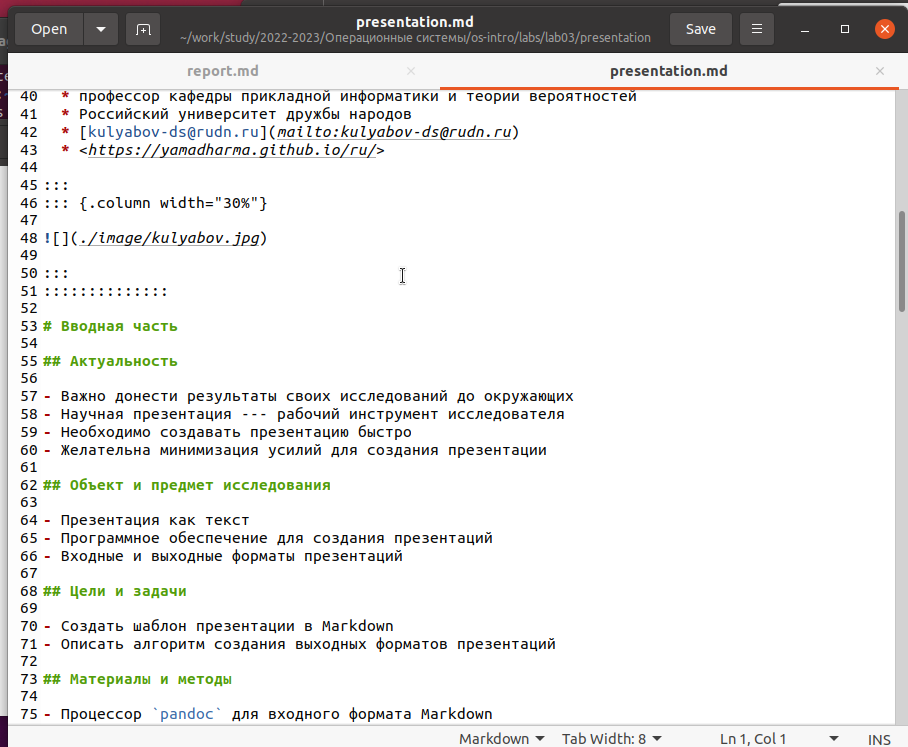 Open
presentation.md
~/work/study/2022-2023/Операционные системы/os-intro/labs/lab03/presentation
Save
report.md
presentation.md
40 * профессор кафедры прикладной информатики и теории вероятностей
41 * Российский университет дружбы народов
42 * [kulyabov-ds@rudn.ru](mailto:kulyabov-ds@rudn.ru)
43 * <https://yamadharma.github.io/ru/>
44
45 :::
46 ::: {.column width="30%"}
47
48 ![](./image/kulyabov.jpg)
49
50 :::
51 ::::::::::::::
52
53 # Вводная часть
54
55 ## Актуальность
56
57 - Важно донести результаты своих исследований до окружающих
58 - Научная презентация --- рабочий инструмент исследователя
59 - Необходимо создавать презентацию быстро
60 - Желательна минимизация усилий для создания презентации
61
62 ## Объект и предмет исследования
63
64 - Презентация как текст
65 - Программное обеспечение для создания презентаций
66 - Входные и выходные форматы презентаций
67
68 ## Цели и задачи
69
70 - Создать шаблон презентации в Markdown
71 - Описать алгоритм создания выходных форматов презентаций
72
73 ## Материалы и методы
74
75 - Процессор `pandoc` для входного формата Markdown
Markdown Tab Width: 8 Ln 1, Col 1 INS